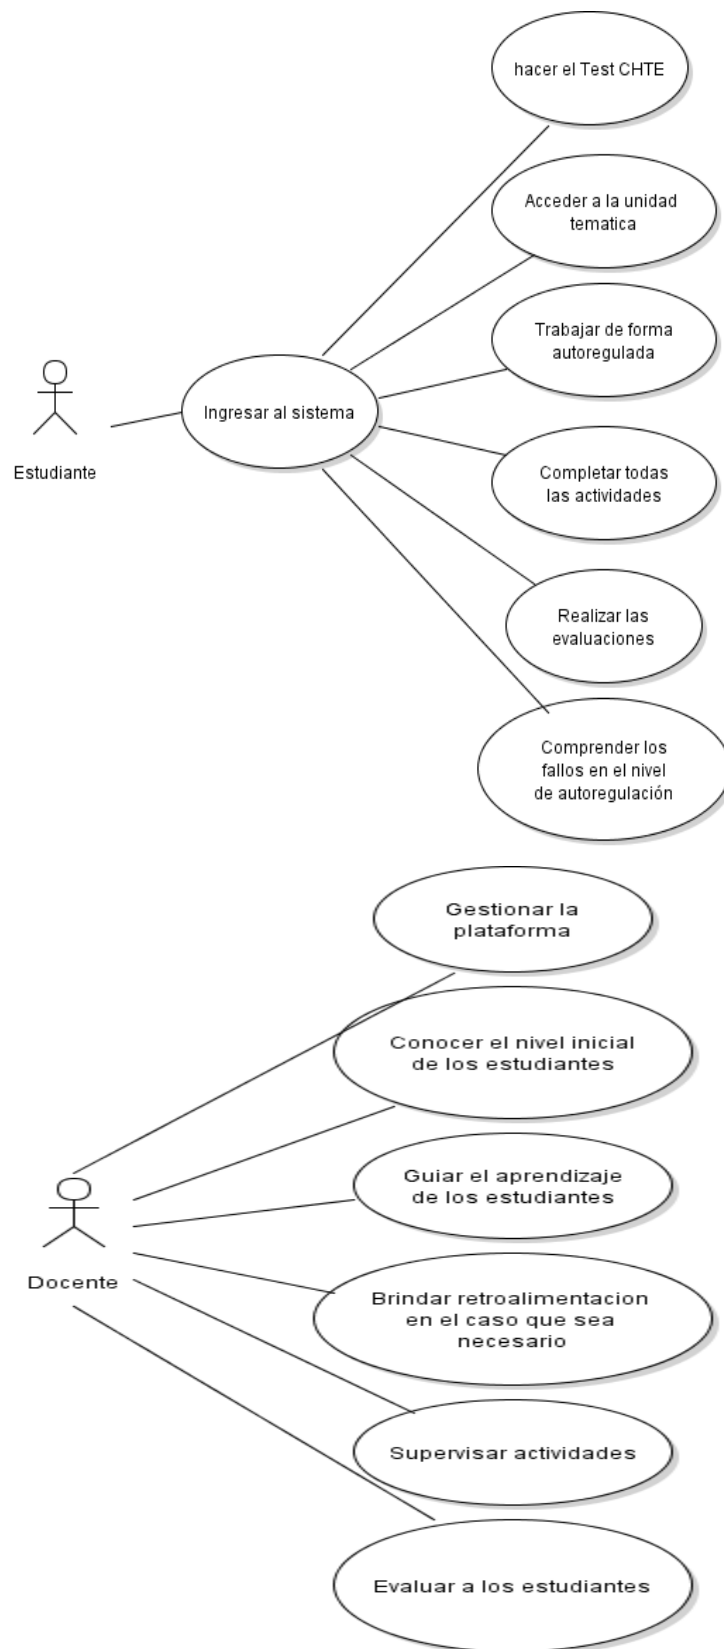 hacer el Test CHTE
Acceder a la unidad
tematica
Trabajar de forma
autoregulada
Ingresar al sistema
Estudiante
Completar todas
las actividades
Realizar las
evaluaciones
Comprender los
fallos en el nivel
de autoregulación
Gestionar la
plataforma
Conocer el nivel inicial
de los estudiantes
Guiar el aprendizaje
de los estudiantes
Docente
Brindar retroalimentacion
en el caso que sea
necesario
Supervisar actividades
Evaluar a los estudiantes